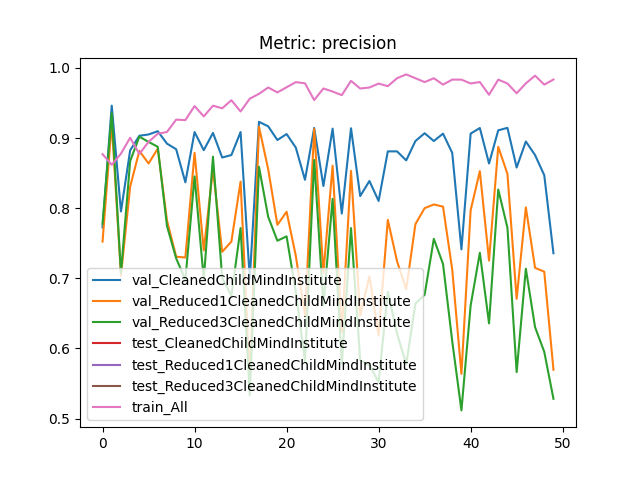 Metric: precision
1.0
0.9
0.8
0.7
0.6
0.5
val_CleanedChildMindInstitute
val_Reduced1CleanedChildMindInstitute
val_Reduced3CleanedChildMindInstitute
test_CleanedChildMindInstitute
test_Reduced1CleanedChildMindInstitute
test_Reduced3CleanedChildMindInstitute
train_All
0 10 20 30 40 50